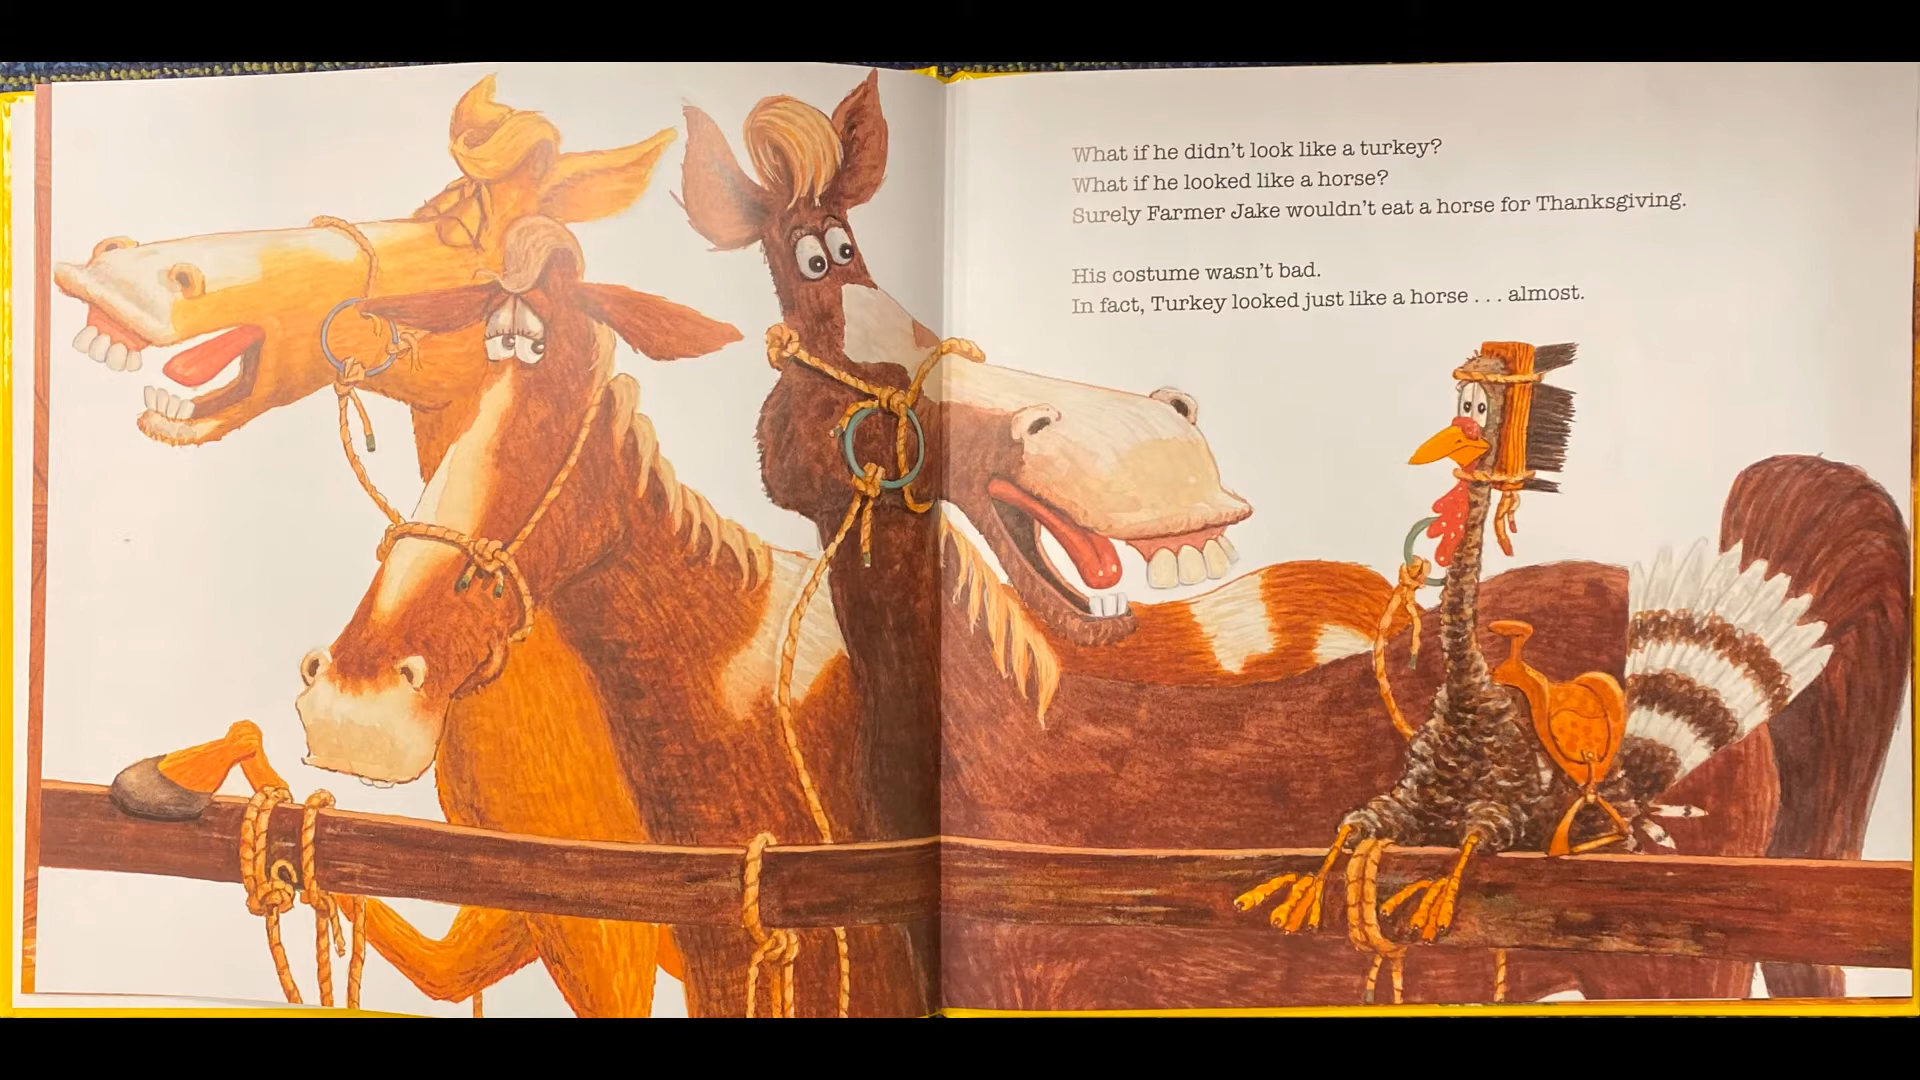 What if he didn't look like a turkey?
What if he looked like a horse?
Surely Farmer Jake wouldn't eat a horse for Thanksgiving.
His costume wasn't bad.
In fact, Turkey looked just like a horse . . . almost.